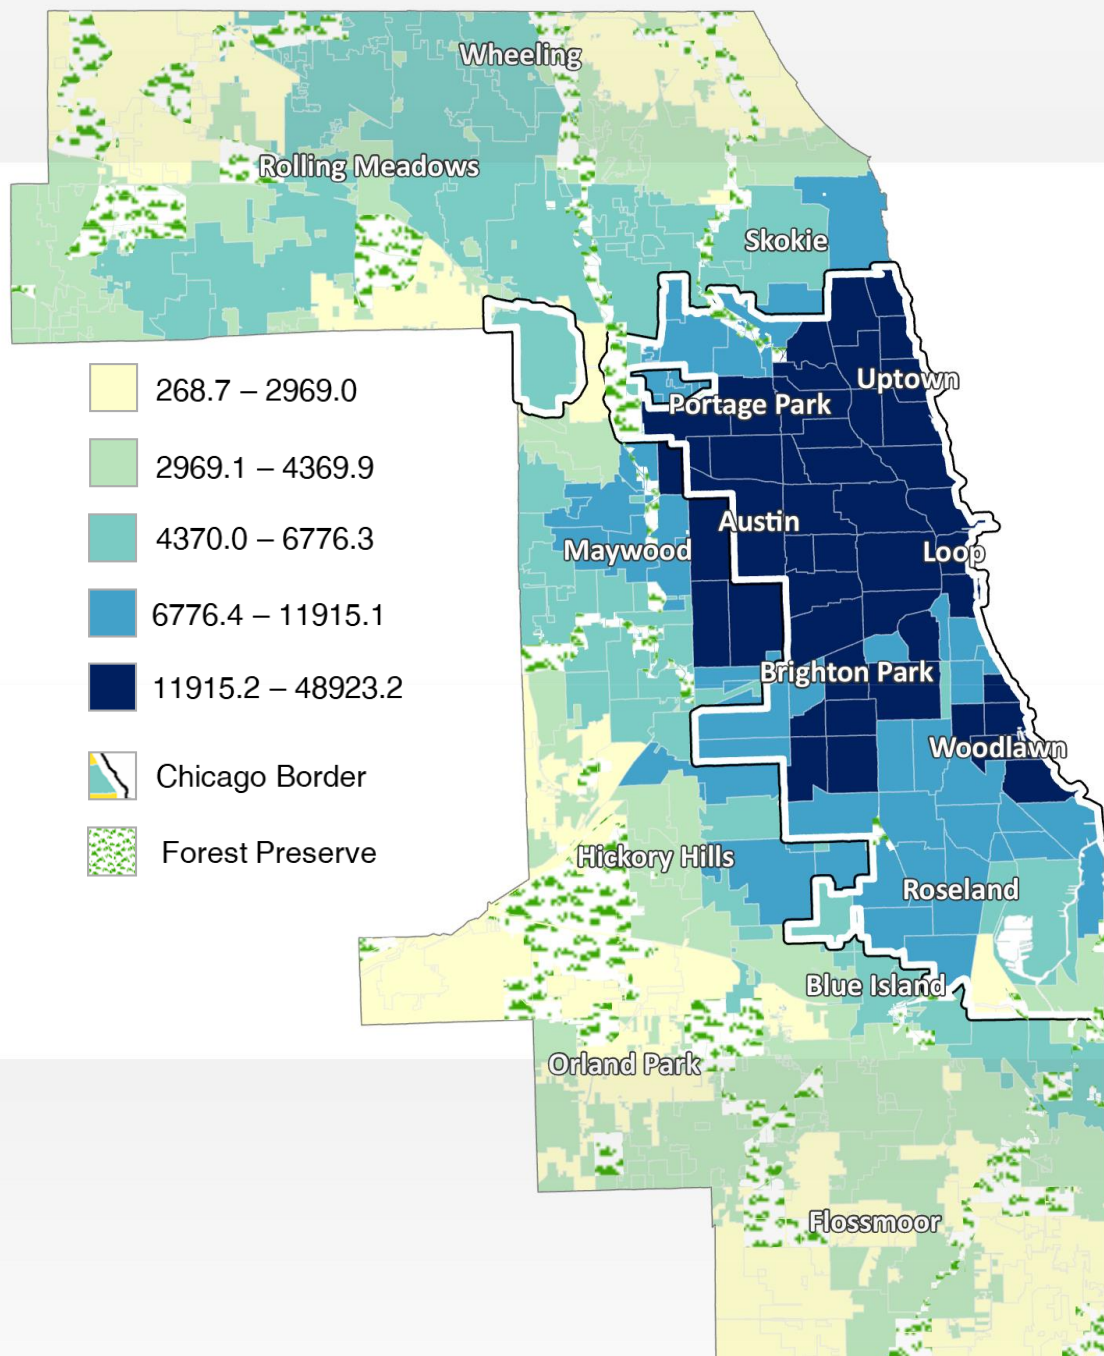 Wheeling
Rolling Meadows
Skokie
268.7 – 2969.0
Uptown
Portage Park
2969.1 – 4369.9
Austin
4370.0 – 6776.3
Maywood
Loop
6776.4 – 11915.1
Brighton Park
11915.2 – 48923.2
Woodlawn
Chicago Border
Forest Preserve
Hickory Hills
Roseland
Blue Island
Orland Park
Flossmoor